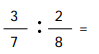 3/7 : 2/8 =